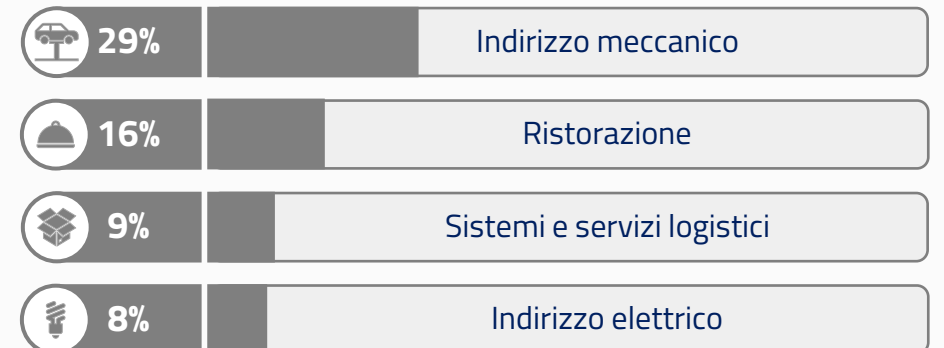 29% Indirizzo meccanico
16% Ristorazione
9% Sistemi e servizi logistici
8% Indirizzo elettrico